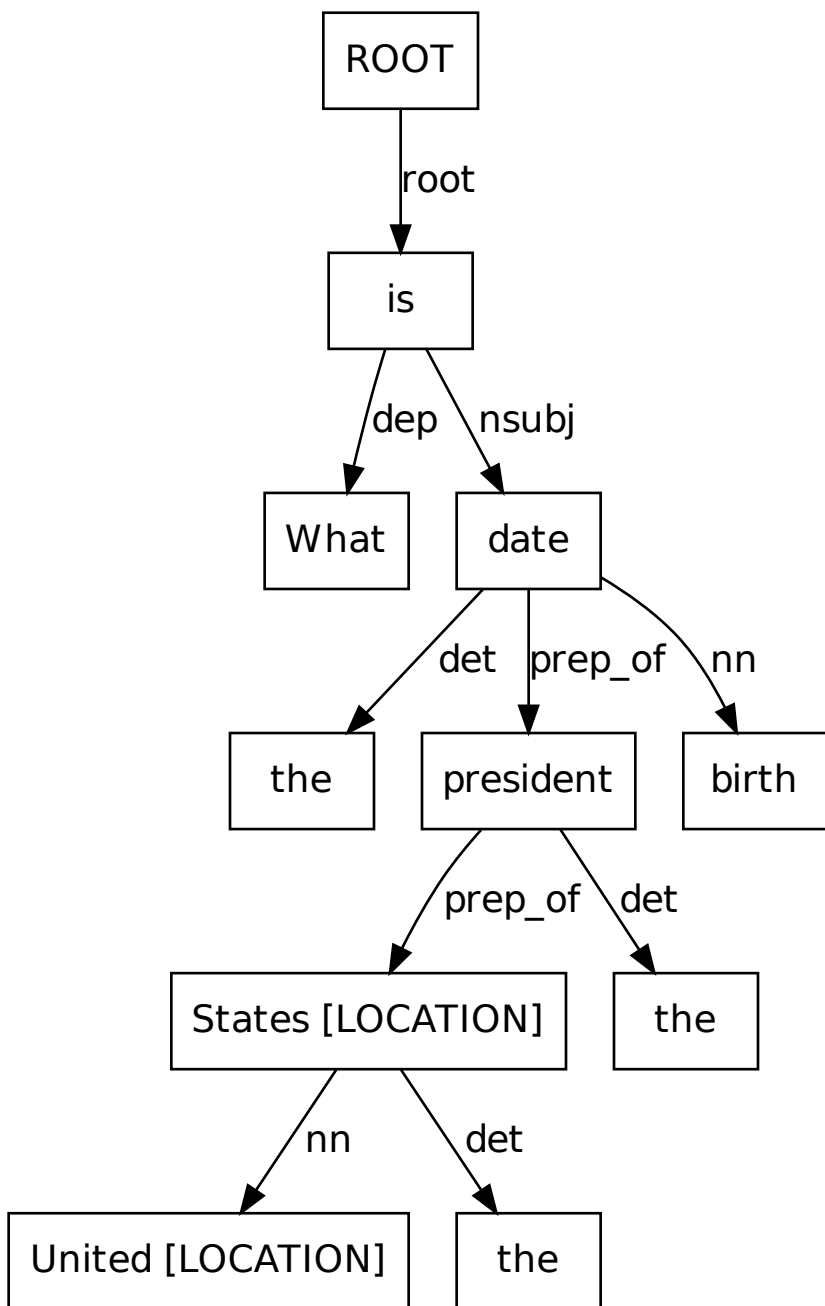 ROOT
root
is
dep
nsubj
What
date
det
prep_of
nn
the
president
birth
prep_of
det
States [LOCATION]
the
nn
det
United [LOCATION]
the